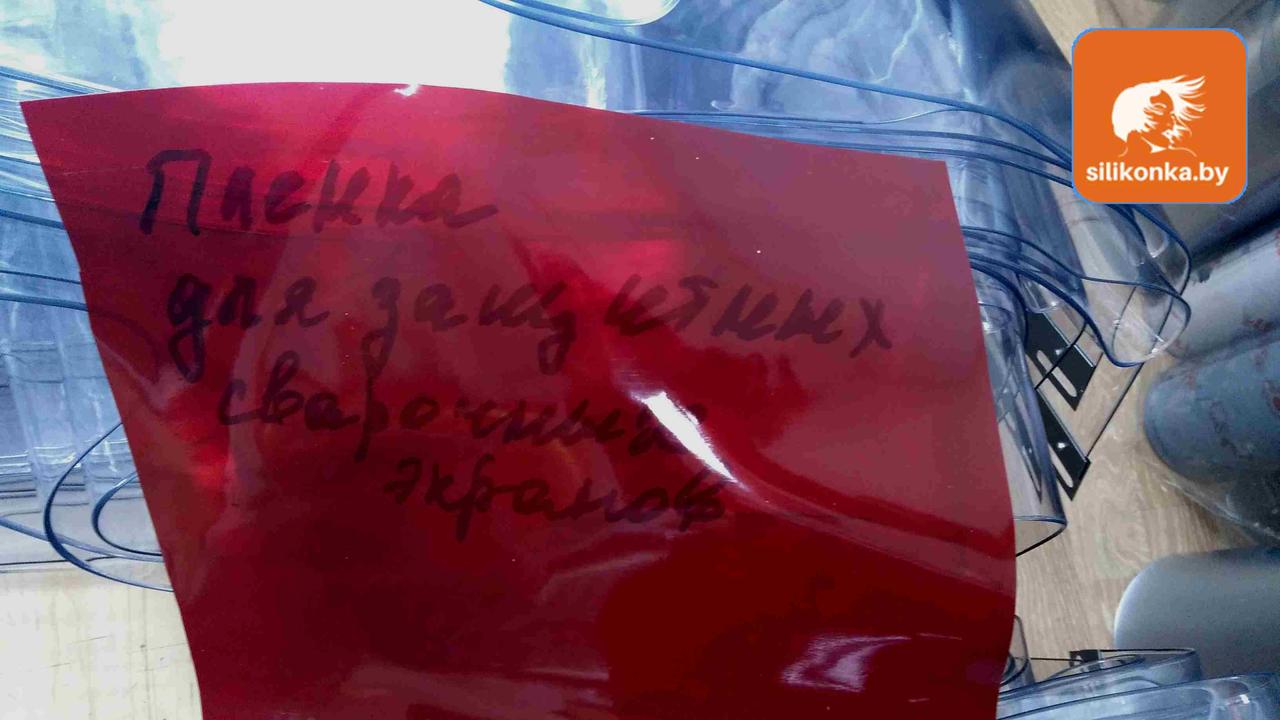 Пленка
для защитных
сварочных
экранов
silikonka.by